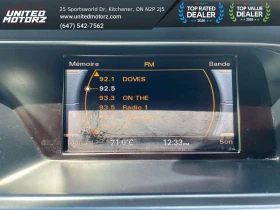 UNITED MOTORZ
25 Sportsworld Dr, Kitchener, ON N2P 2J5
www.unitedmotorz.com
(647) 542-7562
TOP RATED DEALER
TOP VALUE DEALER
Mémoire FM Bande
92.1 DOVES
92.5
93.3 ON THE
93.5 Radio 1
21.0°C 12:33 Son